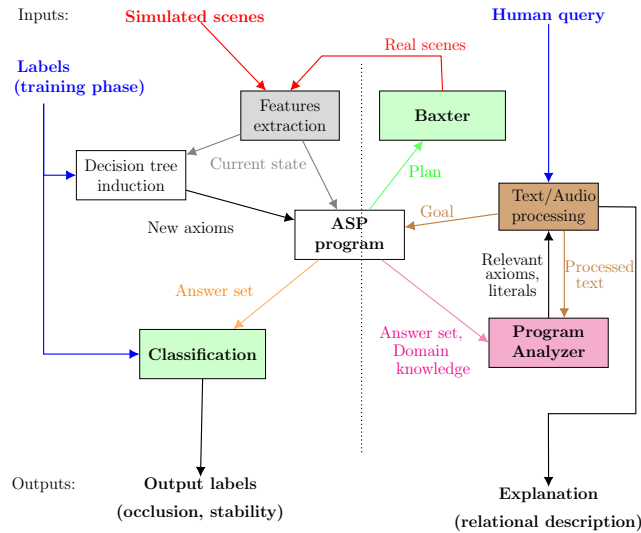 Inputs:
Simulated scenes
Human query
Real scenes
Labels
(training phase)
Features
extraction
Baxter
Decision tree
induction
Current state
Plan
Text/Audio
processing
New axioms
ASP
program
Goal
Relevant
axioms,
literals
Processed
text
Answer set
Classification
Answer set,
Domain
knowledge
Program
Analyzer
Outputs:
Output labels
(occlusion, stability)
Explanation
(relational description)